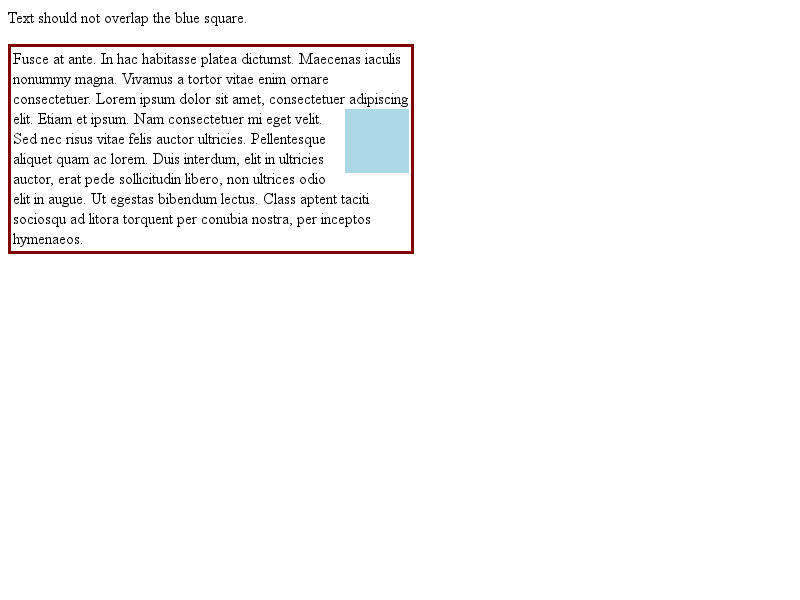 Text should not overlap the blue square.
Fusce at ante. In hac habitasse platea dictumst. Maecenas iaculis
nonummy magna. Vivamus a tortor vitae enim ornare
consectetuer. Lorem ipsum dolor sit amet, consectetuer adipiscing
elit. Etiam et ipsum. Nam consectetuer mi eget velit.
Sed nec risus vitae felis auctor ultricies. Pellentesque
aliquet quam ac lorem. Duis interdum, elit in ultricies
auctor, erat pede sollicitudin libero, non ultrices odio
elit in augue. Ut egestas bibendum lectus. Class aptent taciti
sociosqu ad litora torquent per conubia nostra, per inceptos
hymenaeos.